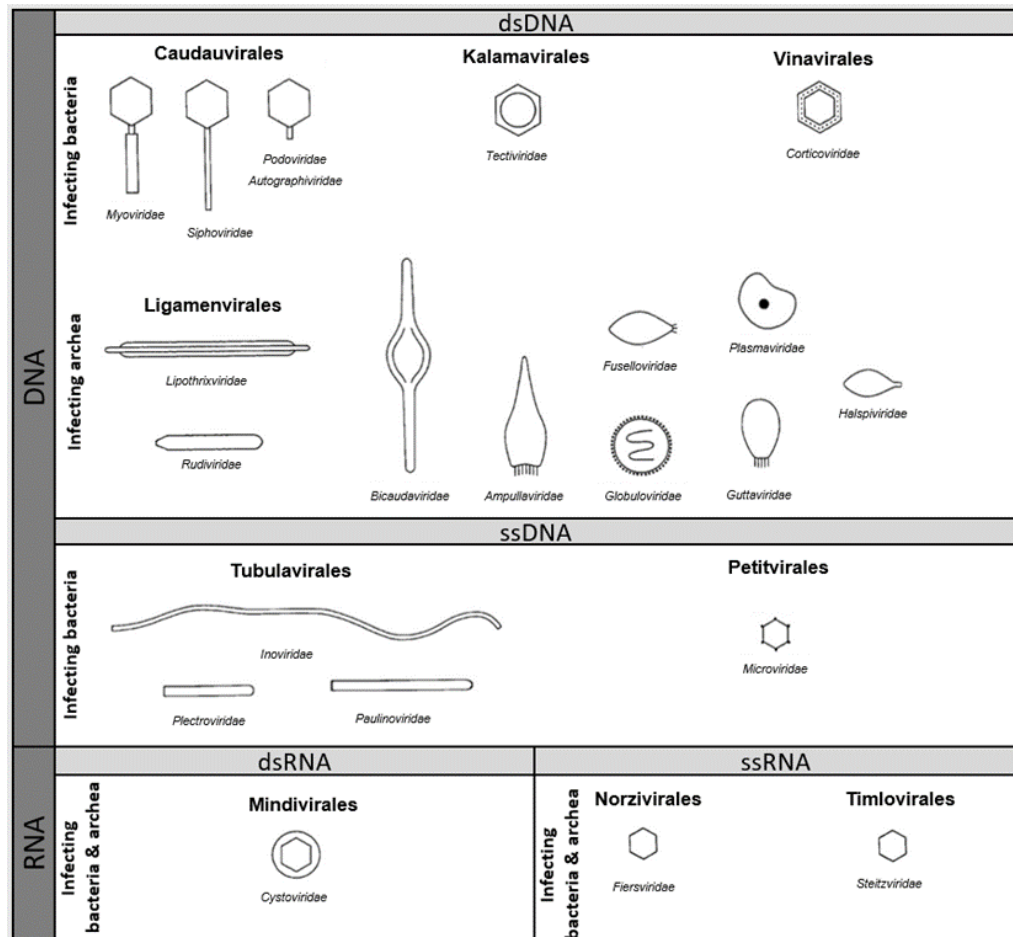 dsDNA
DNA
Infecting bacteria
Caudauvirales
Kalamavirales
Vinavirales
Myoviridae
Siphoviridae
Podoviridae
Autographiviridae
Tectiviridae
Corticoviridae
Infecting archea
Ligamenvirales
Lipothrixviridae
Rudiviridae
Bicaudaviridae
Ampullaviridae
Fuselloviridae
Globuloviridae
Plasmaviridae
Guttaviridae
Halspiviridae
ssDNA
Infecting bacteria
Tubulavirales
Petitvirales
Inoviridae
Microviridae
Plectroviridae
Paulinoviridae
RNA
dsRNA
ssRNA
Infecting
bacteria & archea
Mindivirales
Cystoviridae
Infecting
bacteria & archea
Norzivirales
Timlovirales
Fiersviridae
Steitzviridae